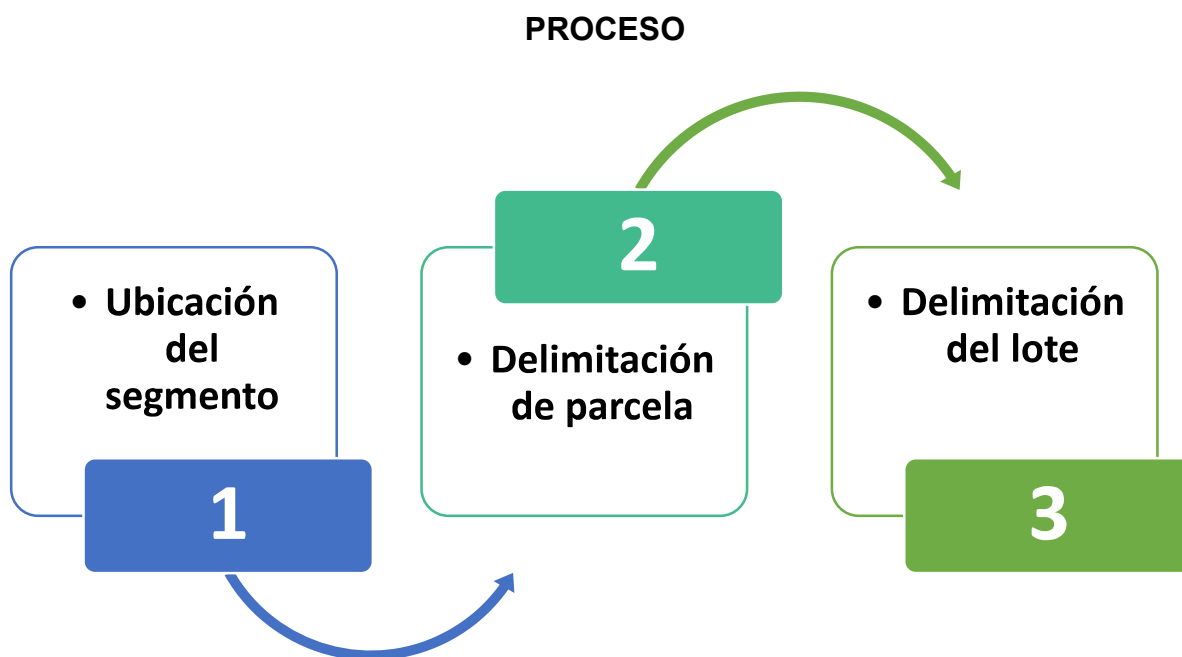 PROCESO
• Ubicación
del
segmento
1
2
• Delimitación
de parcela
• Delimitación
del lote
3